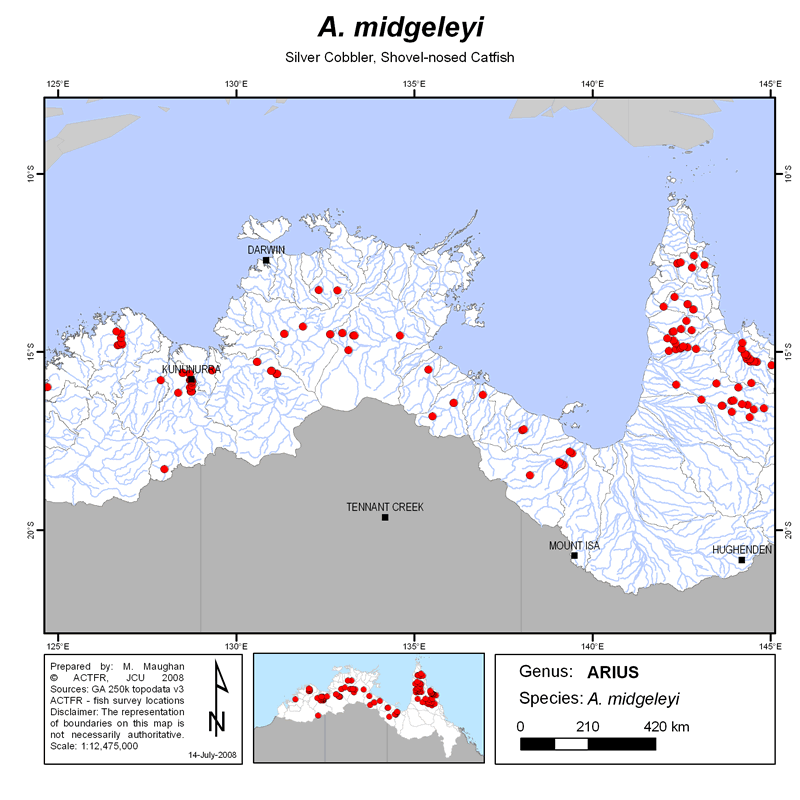 A. midgeleyi
Silver Cobbler, Shovel-nosed Catfish
125°E 130°E 135°E 140°E 145°E
10°S 10°S
DARWIN
15°S 15°S
KUNUNURRA
TENNANT CREEK
20°S 20°S
MOUNT ISA
HUGHENDEN
125°E 130°E 135°E 140°E 145°E
Prepared by: M. Maughan
© ACTFR, JCU 2008
Sources: GA 250k topodata v3
ACTFR - fish survey locations
Disclaimer: The representation
of boundaries on this map is
not necessarily authoritative.
Scale: 1:12,475,000
14-July-2008
N
Genus: ARIUS
Species: A. midgeleyi
0 210 420 km